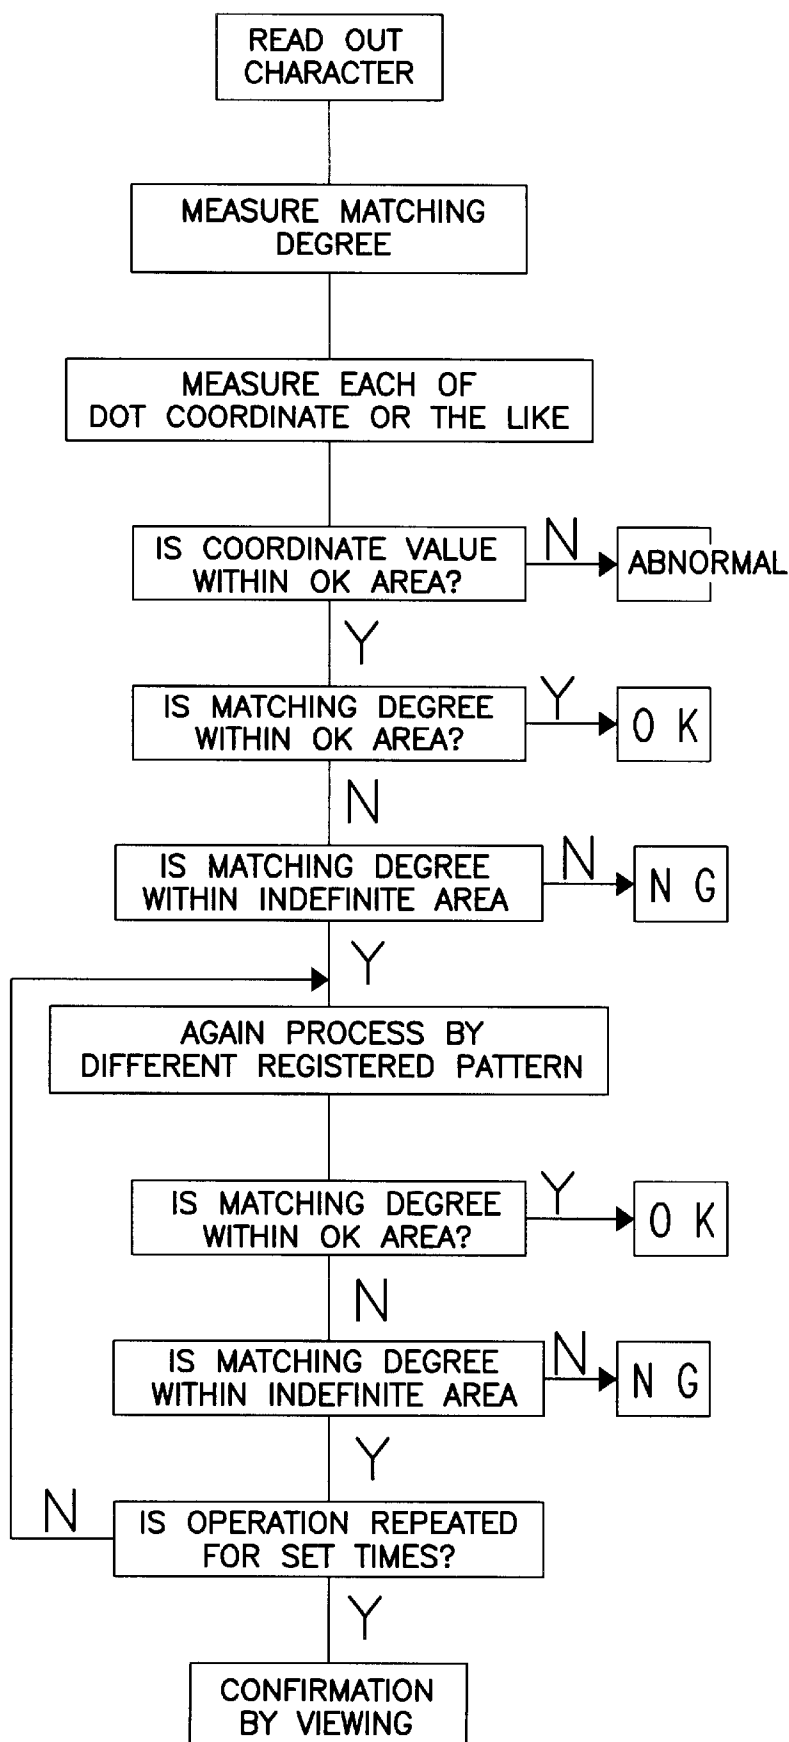 READ OUT
CHARACTER
MEASURE MATCHING
DEGREE
MEASURE EACH OF
DOT COORDINATE OR THE LIKE
IS COORDINATE VALUE
WITHIN OK AREA?
N
ABNORMAL
Y
IS MATCHING DEGREE
WITHIN OK AREA?
Y
O K
N
IS MATCHING DEGREE
WITHIN INDEFINITE AREA
N
N G
Y
AGAIN PROCESS BY
DIFFERENT REGISTERED PATTERN
IS MATCHING DEGREE
WITHIN OK AREA?
Y
O K
N
IS MATCHING DEGREE
WITHIN INDEFINITE AREA
N
N G
Y
N
IS OPERATION REPEATED
FOR SET TIMES?
Y
CONFIRMATION
BY VIEWING